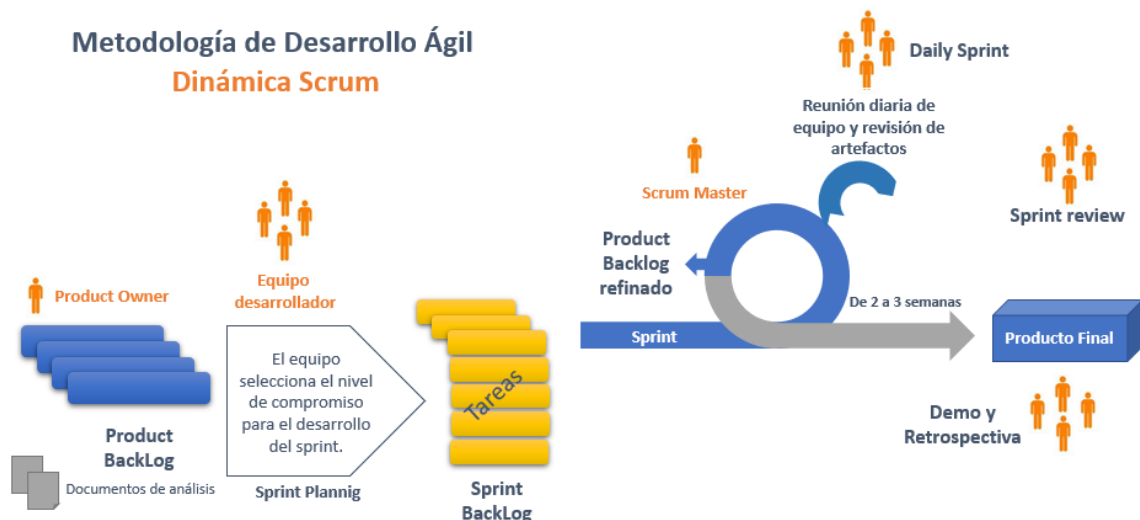 Metodología de Desarrollo Ágil
Dinámica Scrum
Product Owner
Equipo
desarrollador
El equipo
selecciona el nivel
de compromiso
para el desarrollo
del sprint.
Product
BackLog
Documentos de análisis
Sprint Plannig
Tareas
Sprint
BackLog
Daily Sprint
Reunión diaria de
equipo y revisión de
artefactos
Scrum Master
Sprint review
Product
Backlog
refinado
De 2 a 3 semanas
Sprint
Producto Final
Demo y
Retrospectiva